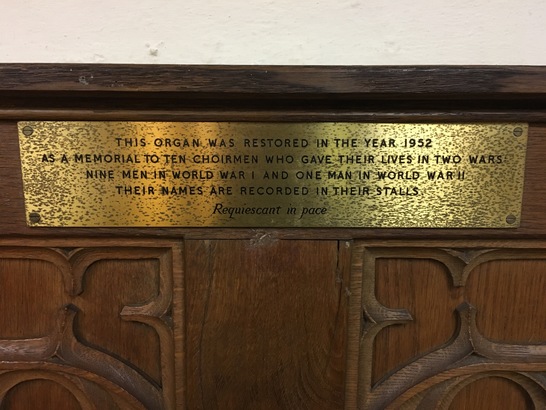 THIS ORGAN WAS RESTORED IN THE YEAR 1952
AS A MEMORIAL TO TEN CHOIRMEN WHO GAVE THEIR LIVES IN TWO WARS:
NINE MEN IN WORLD WAR I AND ONE MAN IN WORLD WAR II
THEIR NAMES ARE RECORDED IN THEIR STALLS.
Requiescant in pace